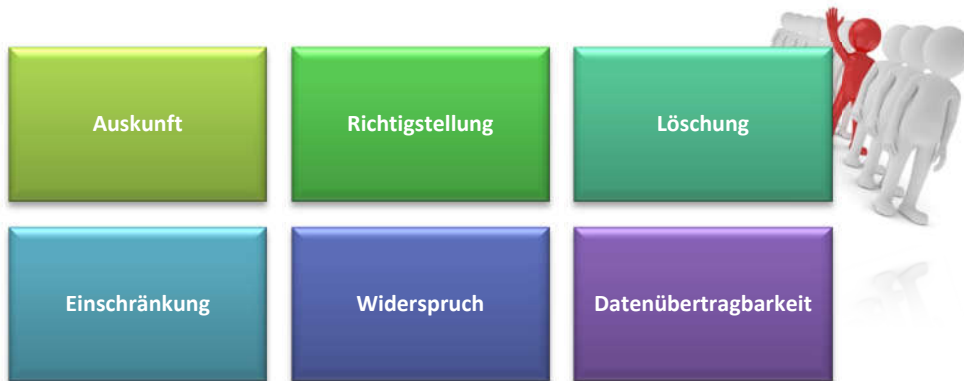 Auskunft
Richtigstellung
Löschung
Einschränkung
Widerspruch
Datenübertragbarkeit